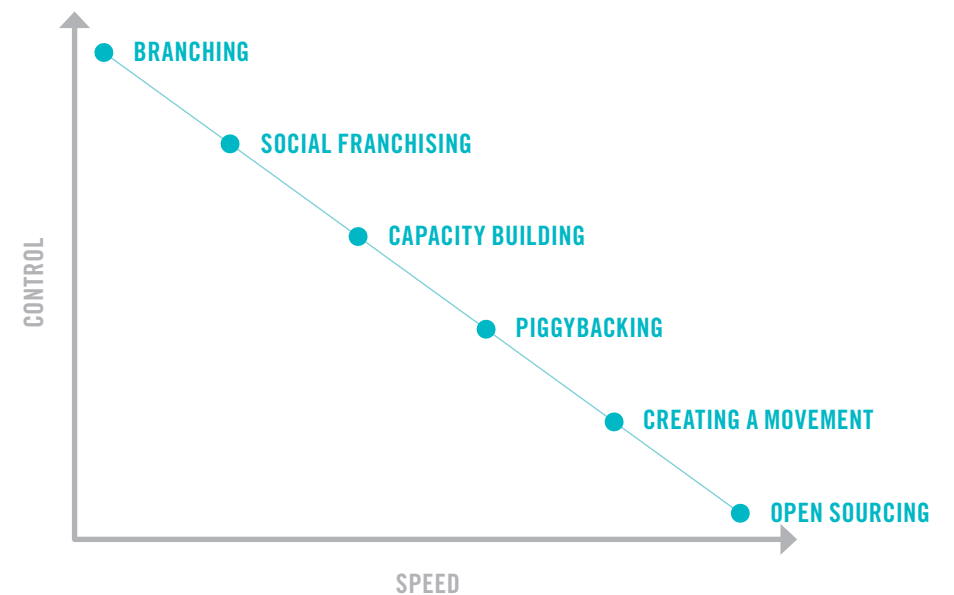 BRANCHING
SOCIAL FRANCHISING
CAPACITY BUILDING
PIGGYBACKING
CREATING A MOVEMENT
OPEN SOURCING
CONTROL
SPEED